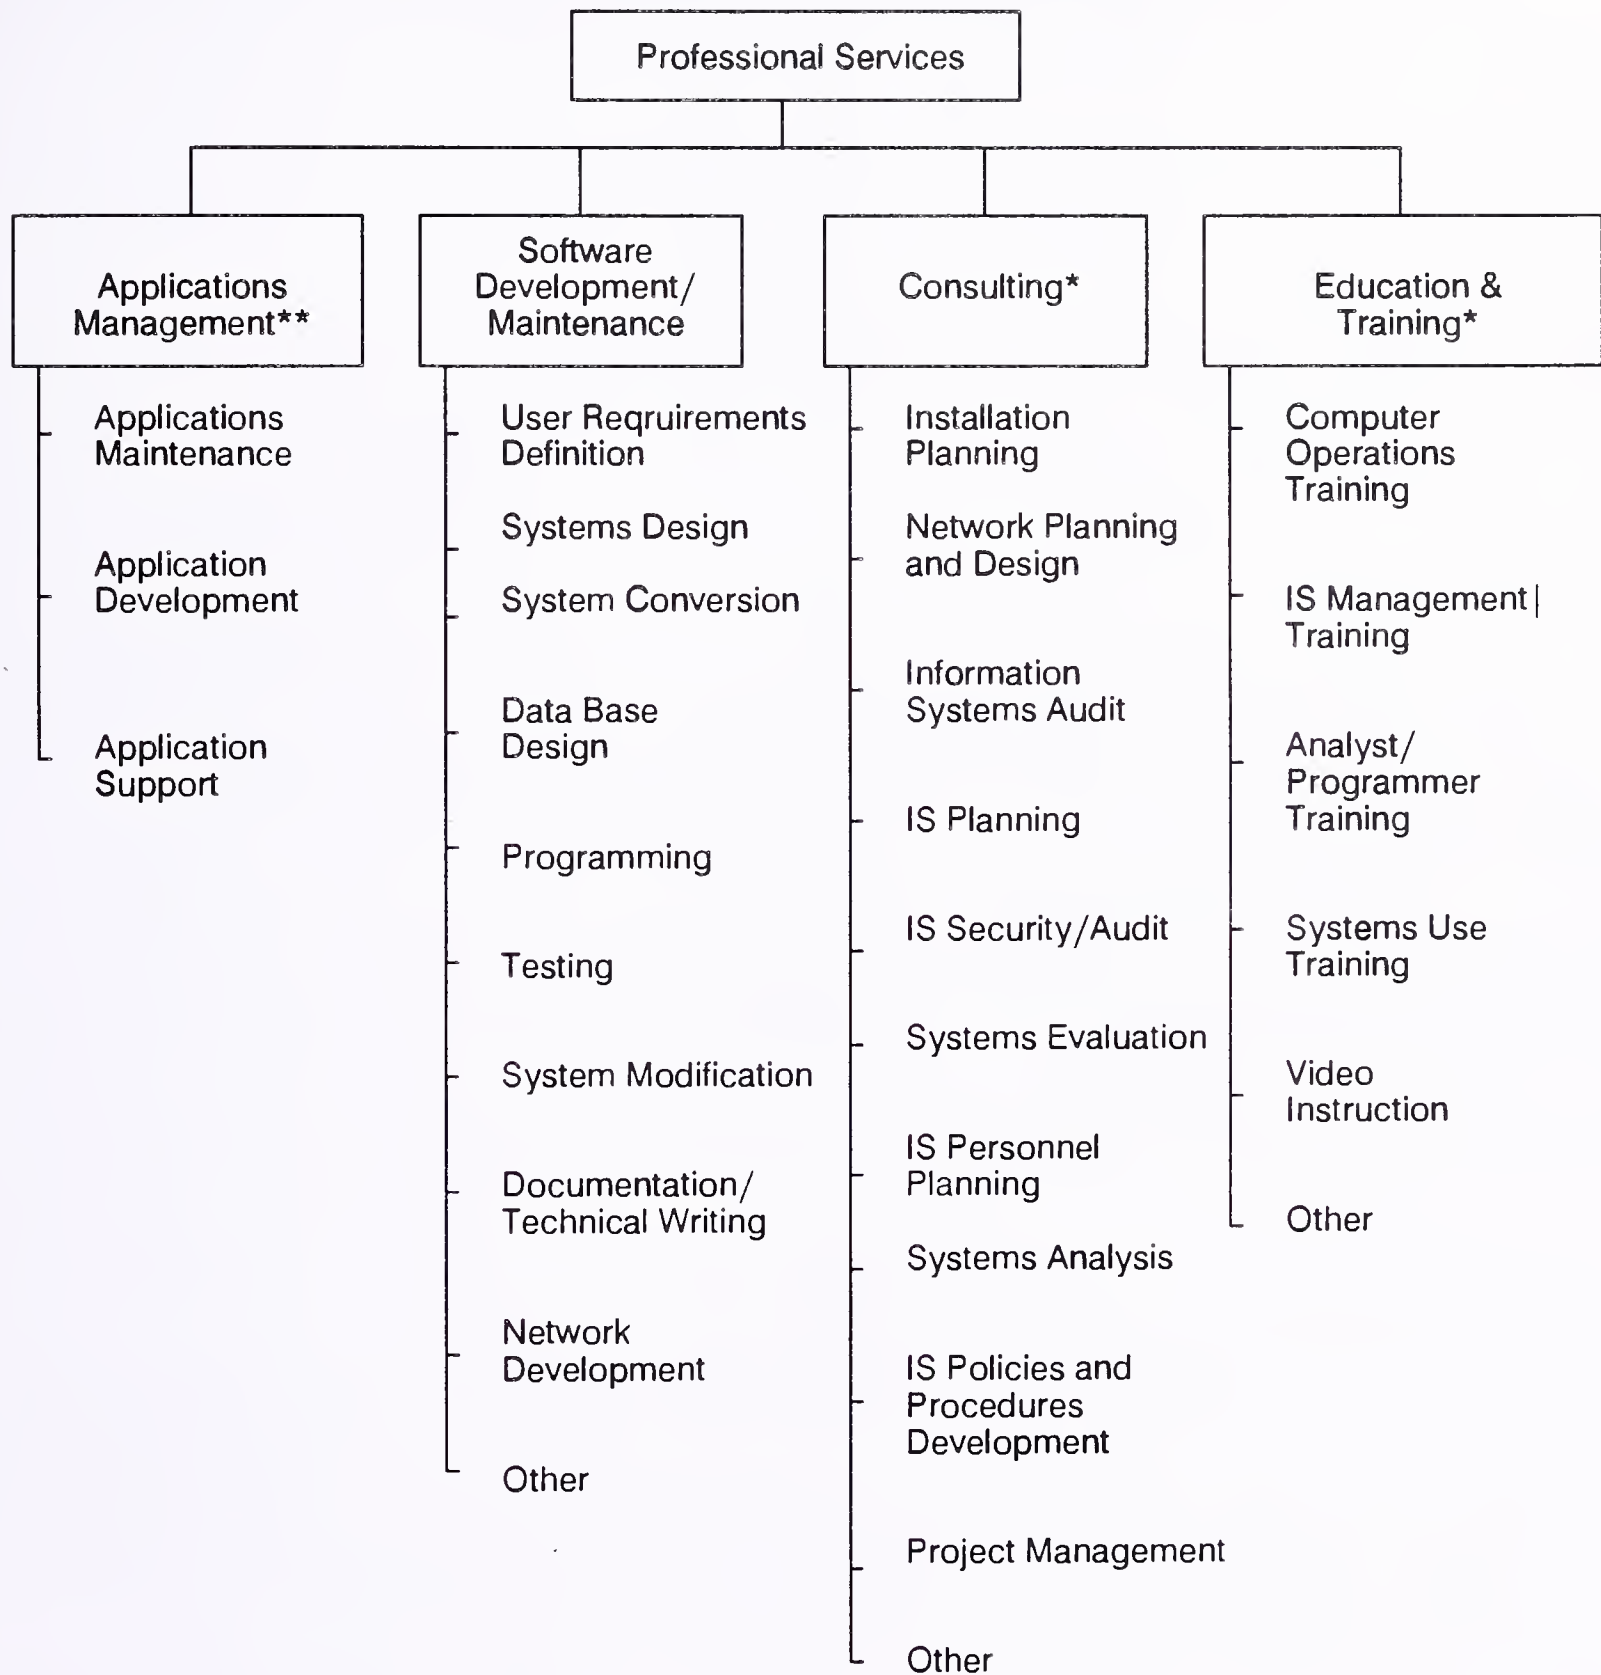 Professional Services
Applications
Management**
Software
Development/
Maintenance
Consulting*
Education &
Training*
Applications
Maintenance
Application
Development
Application
Support
User Reqruirements
Definition
Systems Design
System Conversion
Data Base
Design
Programming
Testing
System Modification
Documentation/
Technical Writing
Network
Development
Other
Installation
Planning
Network Planning
and Design
Information
Systems Audit
IS Planning
IS Security/Audit
Systems Evaluation
IS Personnel
Planning
Systems Analysis
IS Policies and
Procedures
Development
Project Management
Other
Computer
Operations
Training
IS Management|
Training
Analyst/
Programmer
Training
Systems Use
Training
Video
Instruction
Other